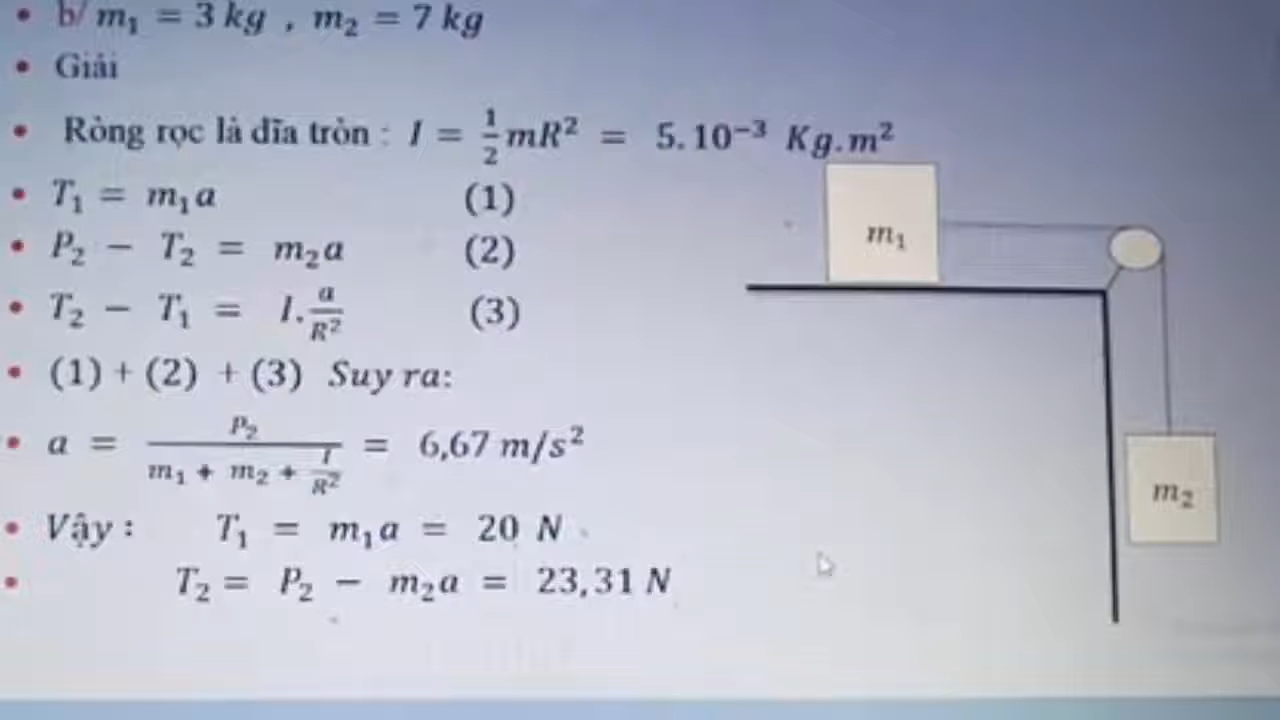 • b/ m₁ = 3 kg , m₂ = 7 kg
• Giải
• Ròng rọc là đĩa tròn : I = 1/2 mR² = 5.10⁻³ Kg.m²
• T₁ = m₁a (1)
• P₂ − T₂ = m₂a (2)
• T₂ − T₁ = I.a/R² (3)
• (1) + (2) + (3) Suy ra:
• a = P₂/(m₁ + m₂ + I/R²) = 6,67 m/s²
• Vậy : T₁ = m₁a = 20 N
• T₂ = P₂ − m₂a = 23,31 N
m₁
m₂